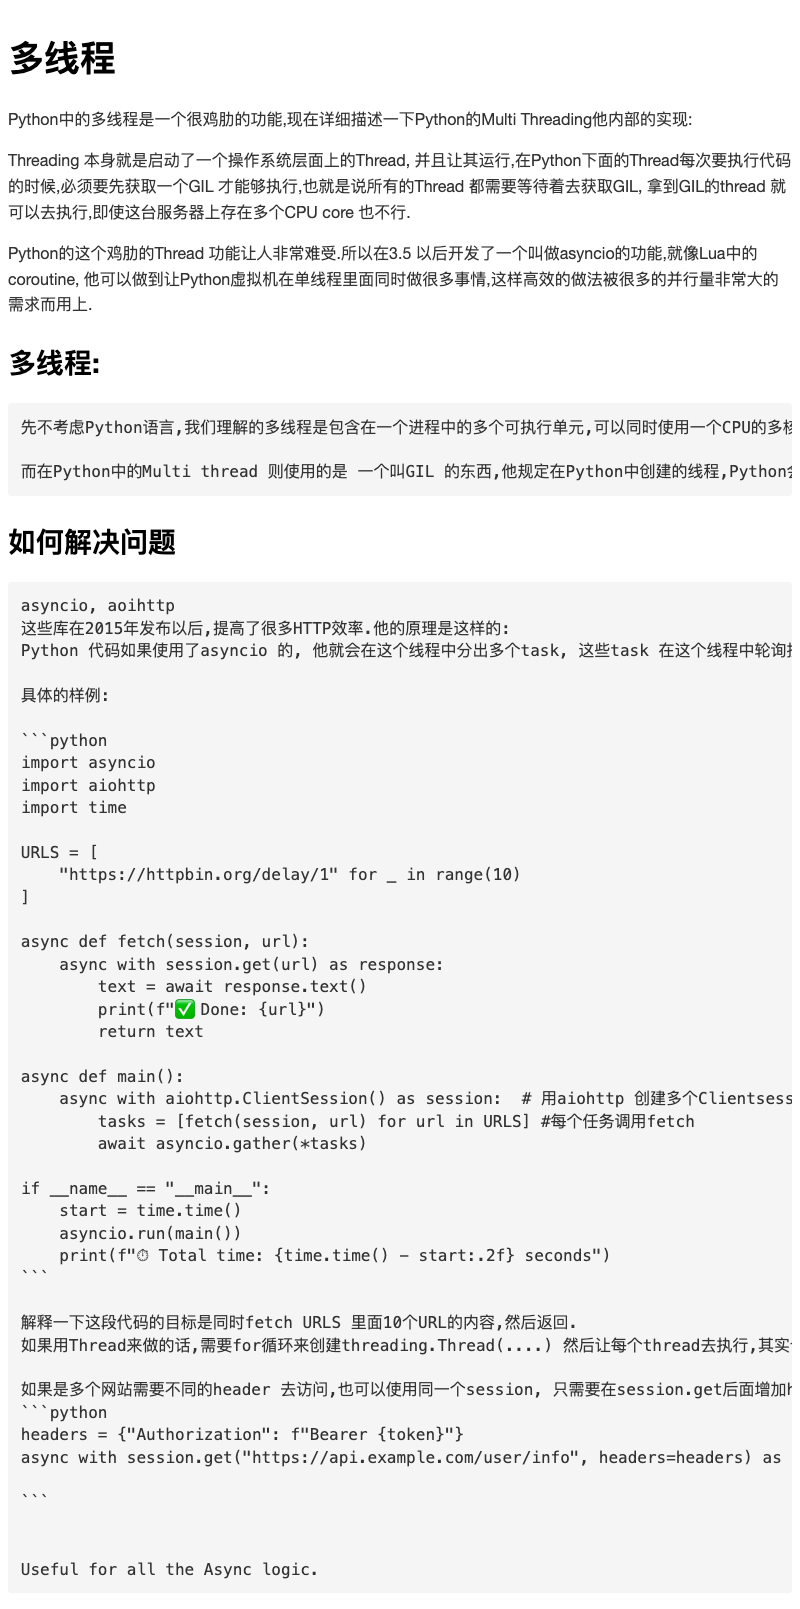 多线程
Python中的多线程是一个很鸡肋的功能,现在详细描述一下Python的Multi Threading他内部的实现:
Threading 本身就是启动了一个操作系统层面上的Thread, 并且让其运行,在Python下面的Thread每次要执行代码
的时候,必须要先获取一个GIL 才能够执行,也就是说所有的Thread 都需要等待着去获取GIL, 拿到GIL的thread 就
可以去执行,即使这台服务器上存在多个CPU core 也不行.
Python的这个鸡肋的Thread 功能让人非常难受.所以在3.5 以后开发了一个叫做asyncio的功能,就像Lua中的
coroutine, 他可以做到让Python虚拟机在单线程里面同时做很多事情,这样高效的做法被很多的并行量非常大的
需求而用上.
多线程:
先不考虑Python语言,我们理解的多线程是包含在一个进程中的多个可执行单元,可以同时使用一个CPU的多核
而在Python中的Multi thread 则使用的是 一个叫GIL 的东西,他规定在Python中创建的线程,Python会
如何解决问题
asyncio, aoihttp
这些库在2015年发布以后,提高了很多HTTP效率.他的原理是这样的:
Python 代码如果使用了asyncio 的, 他就会在这个线程中分出多个task, 这些task 在这个线程中轮询执
具体的样例:
```python
import asyncio
import aiohttp
import time
URLS = [
    "https://httpbin.org/delay/1" for _ in range(10)
]
async def fetch(session, url):
    async with session.get(url) as response:
        text = await response.text()
        print(f"✅ Done: {url}")
        return text
async def main():
    async with aiohttp.ClientSession() as session:  # 用aiohttp 创建多个Clientsess
        tasks = [fetch(session, url) for url in URLS] #每个任务调用fetch
        await asyncio.gather(*tasks)
if __name__ == "__main__":
    start = time.time()
    asyncio.run(main())
    print(f"⏱ Total time: {time.time() - start:.2f} seconds")
```
解释一下这段代码的目标是同时fetch URLS 里面10个URL的内容,然后返回.
如果用Thread来做的话,需要for循环来创建threading.Thread(....) 然后让每个thread去执行,其实
如果是多个网站需要不同的header 去访问,也可以使用同一个session, 只需要在session.get后面增加h
```python
headers = {"Authorization": f"Bearer {token}"}
async with session.get("https://api.example.com/user/info", headers=headers) as
```
Useful for all the Async logic.